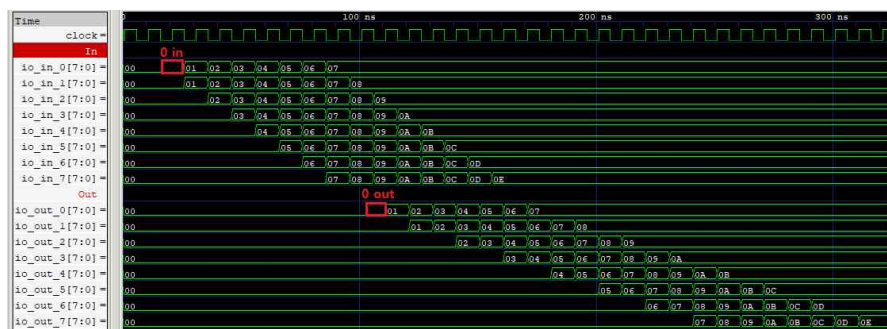 Time 0 100 ns 200 ns 300 ns
clock=
In 0 in
io_in_0[7:0]= 00 01 02 03 04 05 06 07
io_in_1[7:0]= 00 01 02 03 04 05 06 07 08
io_in_2[7:0]= 00 02 03 04 05 06 07 08 09
io_in_3[7:0]= 00 03 04 05 06 07 08 09 0A
io_in_4[7:0]= 00 04 05 06 07 08 09 0A 0B
io_in_5[7:0]= 00 05 06 07 08 09 0A 0B 0C
io_in_6[7:0]= 00 06 07 08 09 0A 0B 0C 0D
io_in_7[7:0]= 00 07 08 09 0A 0B 0C 0D 0E
Out 0 out
io_out_0[7:0]= 00 01 02 03 04 05 06 07
io_out_1[7:0]= 00 01 02 03 04 05 06 07 08
io_out_2[7:0]= 00 02 03 04 05 06 07 08 09
io_out_3[7:0]= 00 03 04 05 06 07 08 09 0A
io_out_4[7:0]= 00 04 05 06 07 08 09 0A 0B
io_out_5[7:0]= 00 05 06 07 08 09 0A 0B 0C
io_out_6[7:0]= 00 06 07 08 09 0A 0B 0C 0D
io_out_7[7:0]= 00 07 08 09 0A 0B 0C 0D 0E